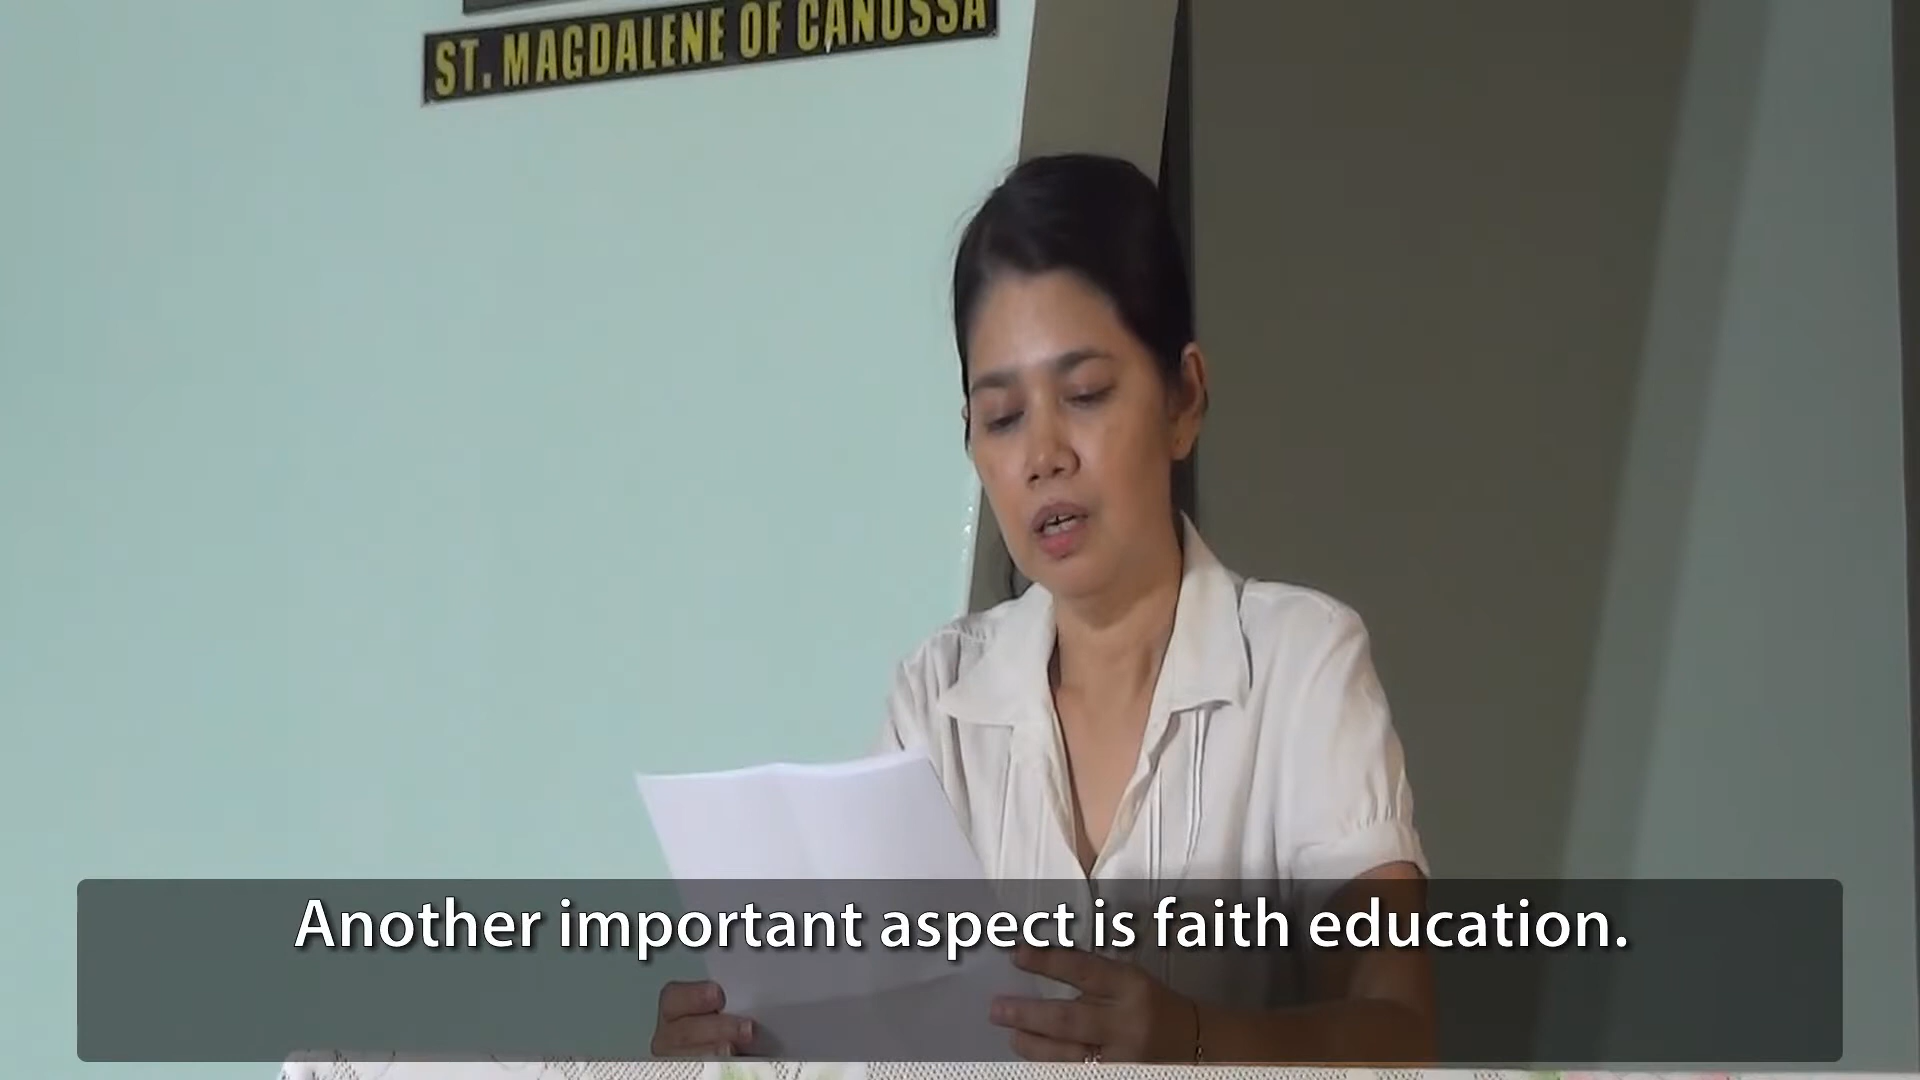 ST. MAGDALENE OF CANOSSA
Another important aspect is faith education.